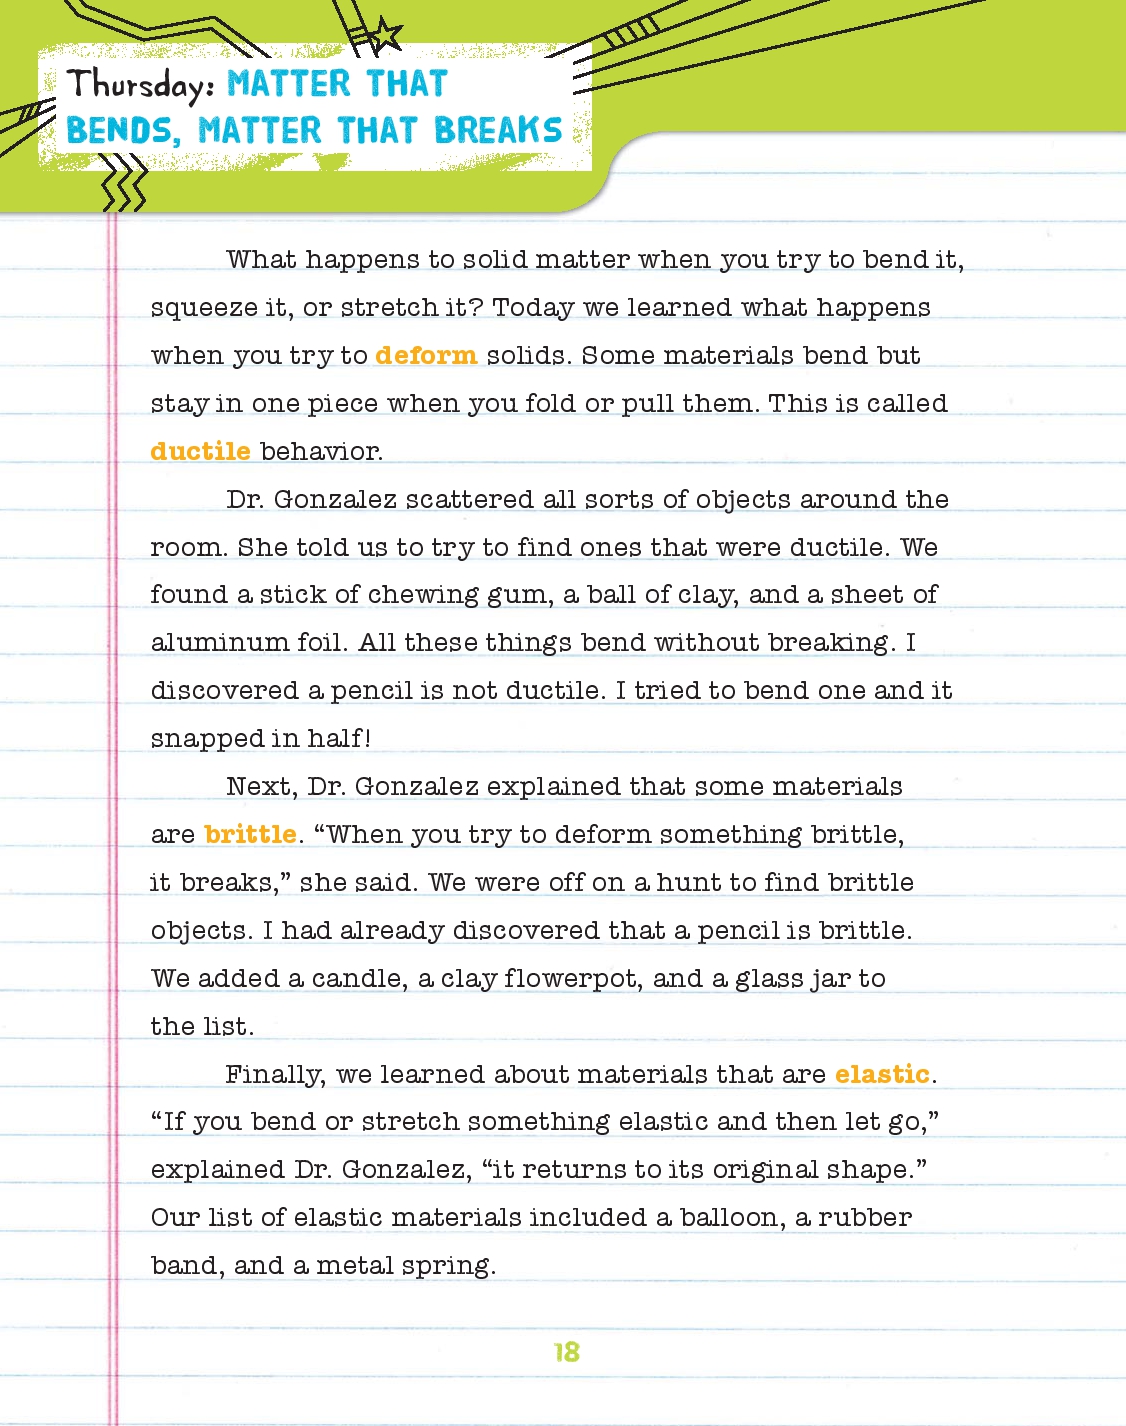 Thursday: MATTER THAT
BENDS, MATTER THAT BREAKS
What happens to solid matter when you try to bend it,
squeeze it, or stretch it? Today we learned what happens
when you try to deform solids. Some materials bend but
stay in one piece when you fold or pull them. This is called
ductile behavior.
Dr. Gonzalez scattered all sorts of objects around the
room. She told us to try to find ones that were ductile. We
found a stick of chewing gum, a ball of clay, and a sheet of
aluminum foil. All these things bend without breaking. I
discovered a pencil is not ductile. I tried to bend one and it
snapped in half!
Next, Dr. Gonzalez explained that some materials
are brittle. “When you try to deform something brittle,
it breaks,” she said. We were off on a hunt to find brittle
objects. I had already discovered that a pencil is brittle.
We added a candle, a clay flowerpot, and a glass jar to
the list.
Finally, we learned about materials that are elastic.
“If you bend or stretch something elastic and then let go,”
explained Dr. Gonzalez, “it returns to its original shape.”
Our list of elastic materials included a balloon, a rubber
band, and a metal spring.
18